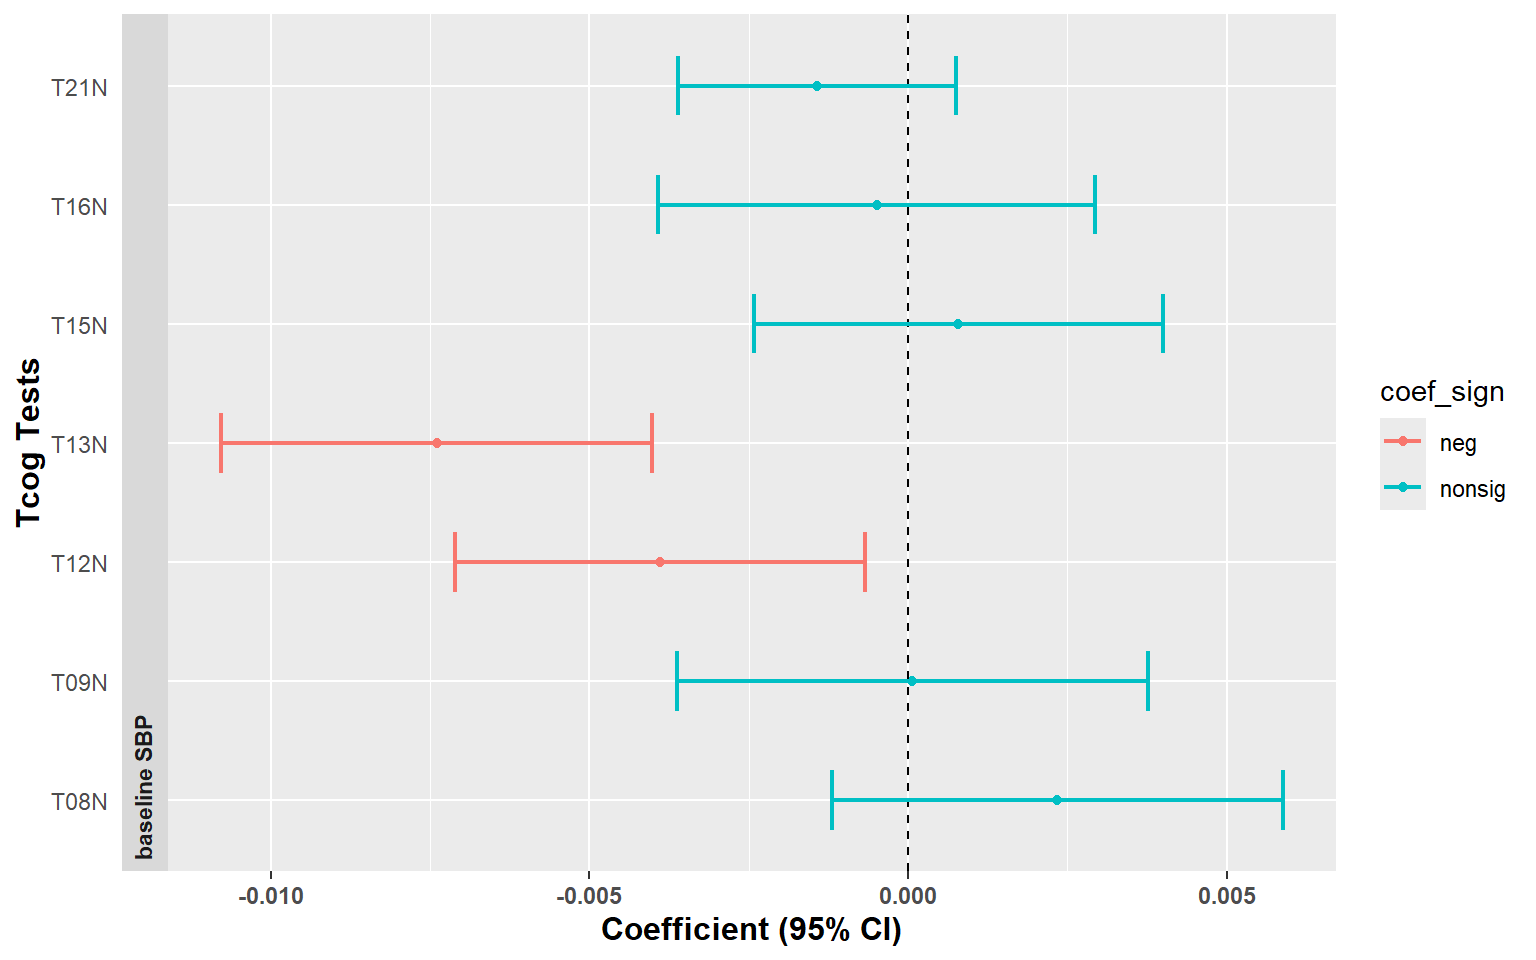 T21N
T16N
T15N
T13N
T12N
T09N
T08N
Tcog Tests
baseline SBP
-0.010
-0.005
0.000
0.005
Coefficient (95% CI)
coef_sign
neg
nonsig